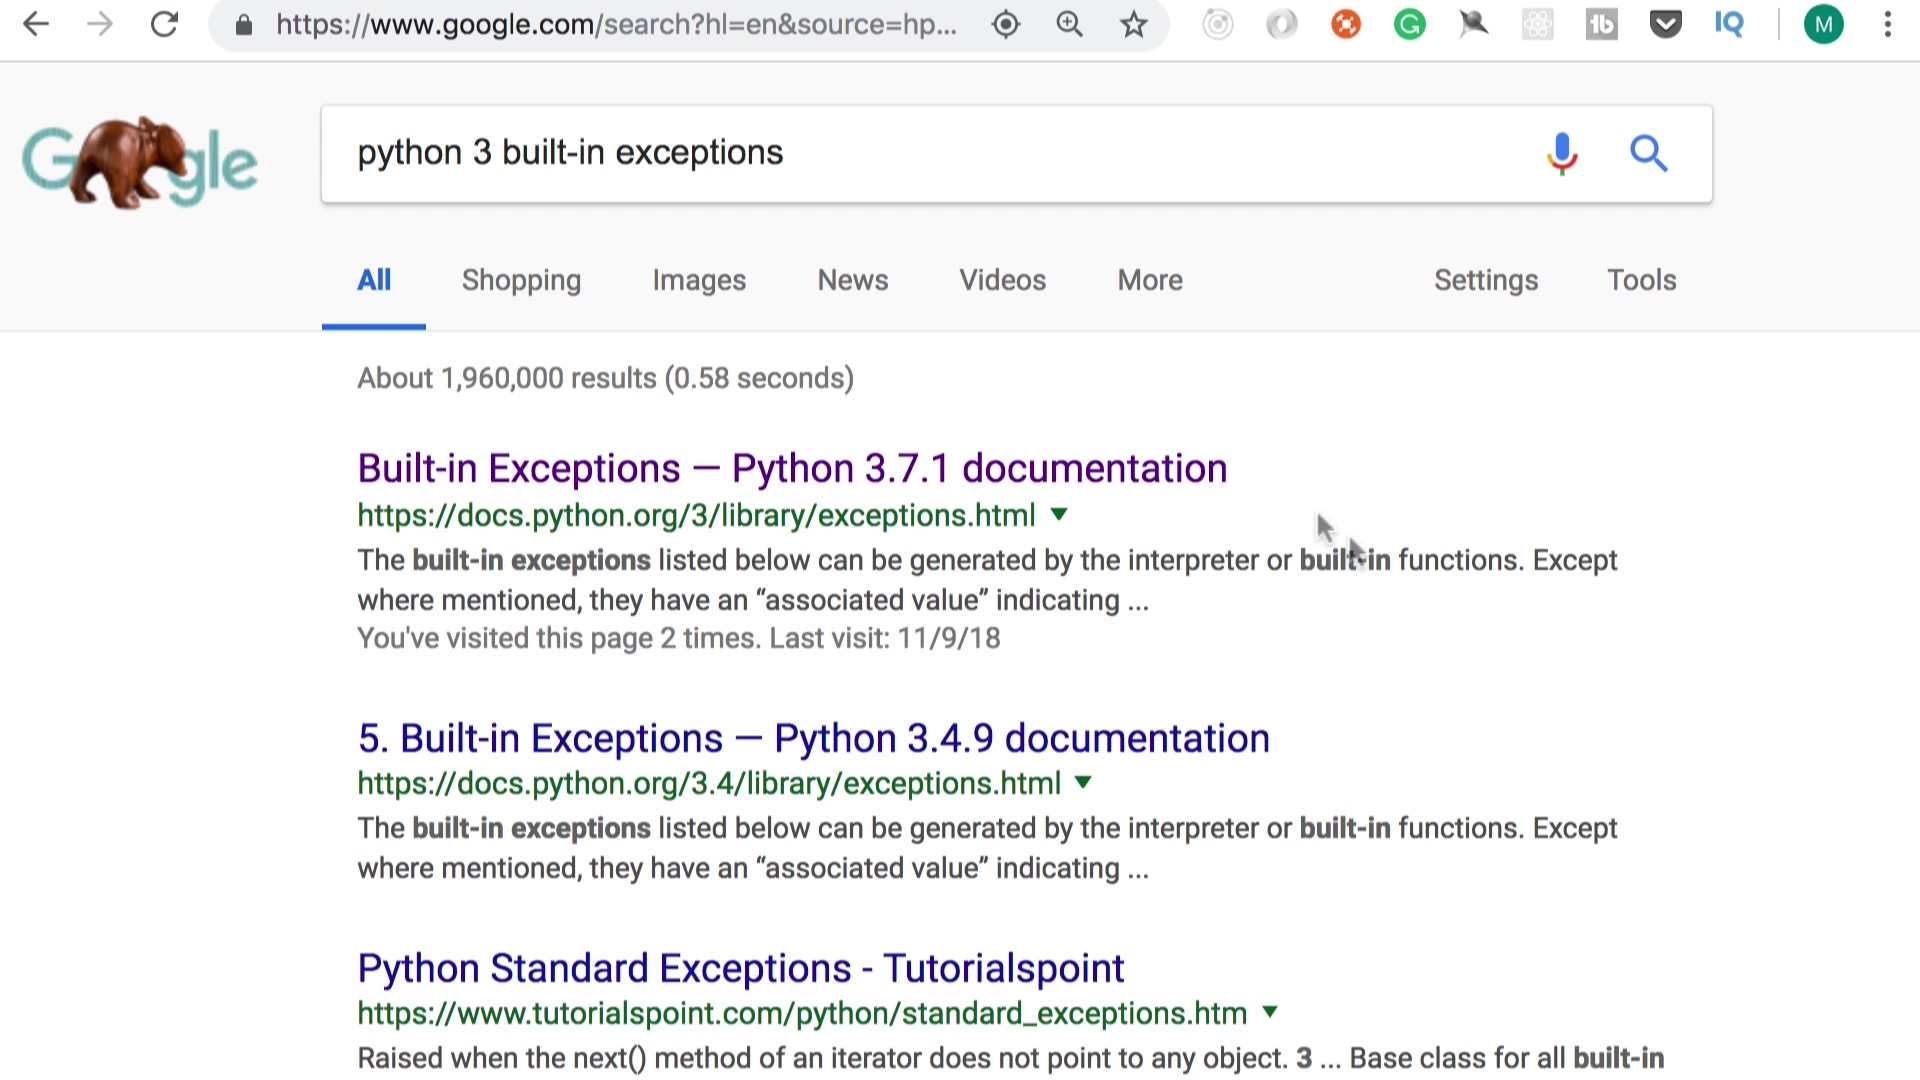 https://www.google.com/search?hl=en&source=hp...
G tb IQ M
G gle
python 3 built-in exceptions
All Shopping Images News Videos More Settings Tools
About 1,960,000 results (0.58 seconds)
Built-in Exceptions — Python 3.7.1 documentation
https://docs.python.org/3/library/exceptions.html
The built-in exceptions listed below can be generated by the interpreter or built-in functions. Except
where mentioned, they have an “associated value” indicating ...
You've visited this page 2 times. Last visit: 11/9/18
5. Built-in Exceptions — Python 3.4.9 documentation
https://docs.python.org/3.4/library/exceptions.html
The built-in exceptions listed below can be generated by the interpreter or built-in functions. Except
where mentioned, they have an “associated value” indicating ...
Python Standard Exceptions - Tutorialspoint
https://www.tutorialspoint.com/python/standard_exceptions.htm
Raised when the next() method of an iterator does not point to any object. 3 ... Base class for all built-in